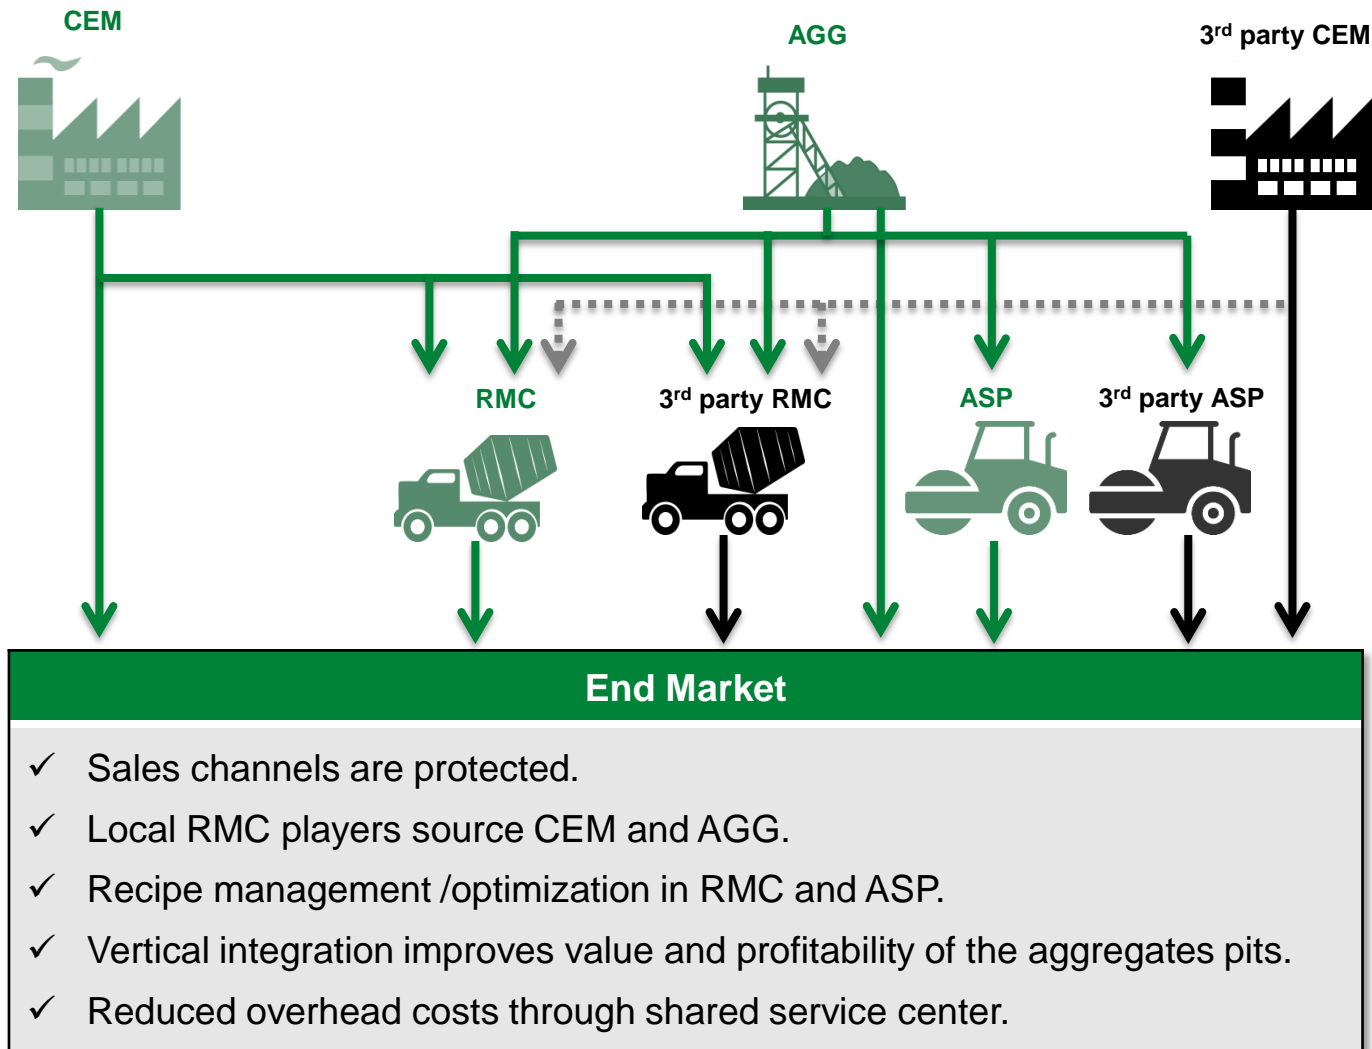 CEM
AGG
3rd party CEM
RMC
3rd party RMC
ASP
3rd party ASP
End Market
✓ Sales channels are protected.
✓ Local RMC players source CEM and AGG.
✓ Recipe management /optimization in RMC and ASP.
✓ Vertical integration improves value and profitability of the aggregates pits.
✓ Reduced overhead costs through shared service center.